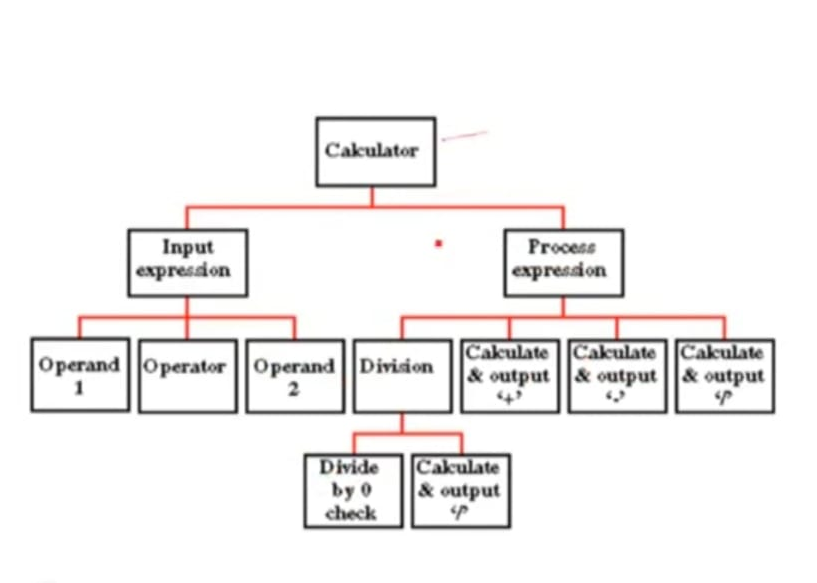 Calculator
Input
expression
Process
expression
Operand
1
Operator
Operand
2
Division
Calculate
& output
‘+’
Calculate
& output
‘-’
Calculate
& output
‘/’
Divide
by 0
check
Calculate
& output
‘/’